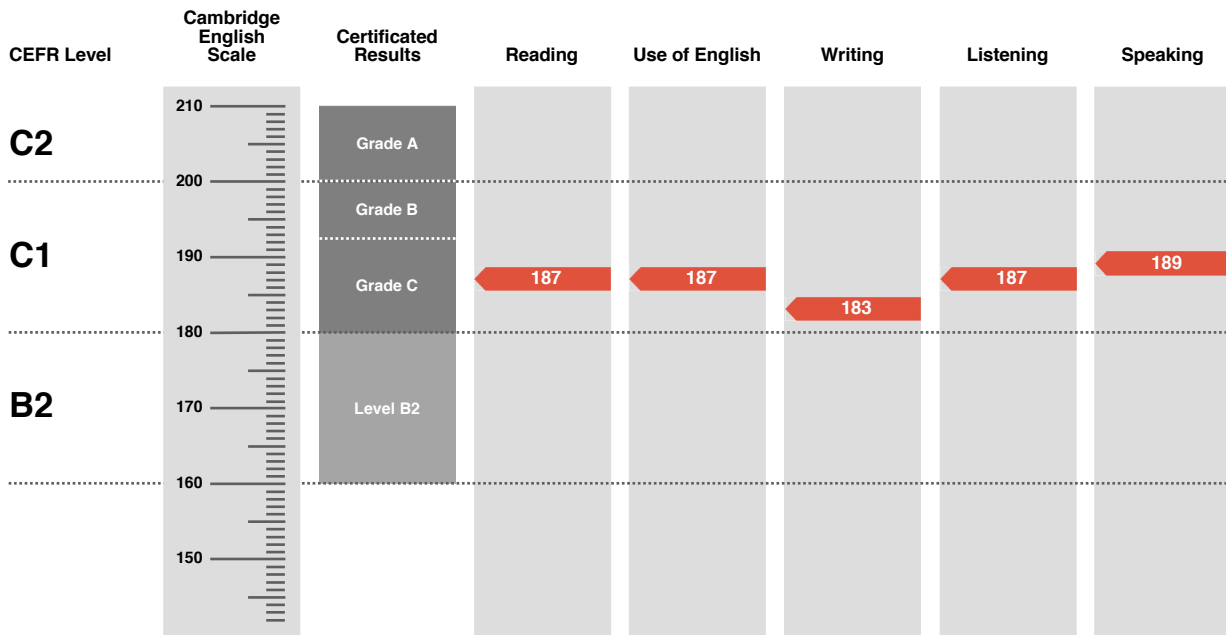 CEFR Level
Cambridge
English
Scale
Certificated
Results
Reading
Use of English
Writing
Listening
Speaking
C2
C1
B2
210
200
190
180
170
160
150
Grade A
Grade B
Grade C
Level B2
187
187
183
187
189